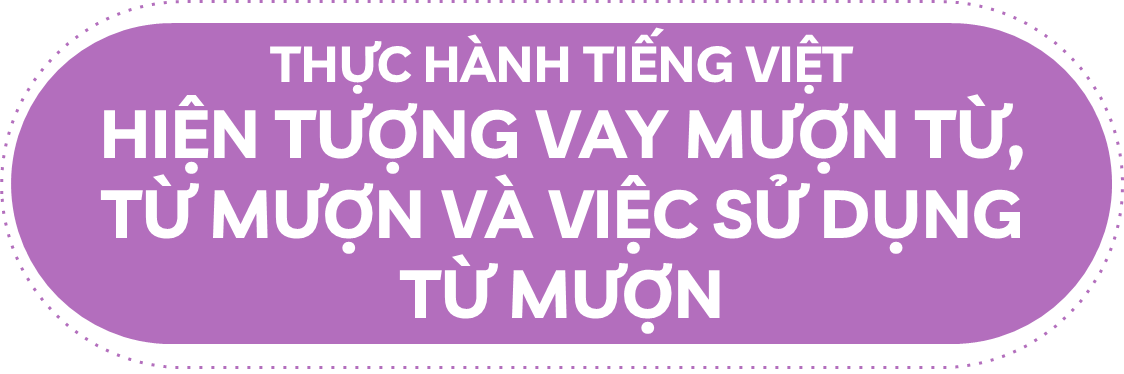 THỰC HÀNH TIẾNG VIỆT
HIỆN TƯỢNG VAY MƯỢN TỪ,
TỪ MƯỢN VÀ VIỆC SỬ DỤNG
TỪ MƯỢN